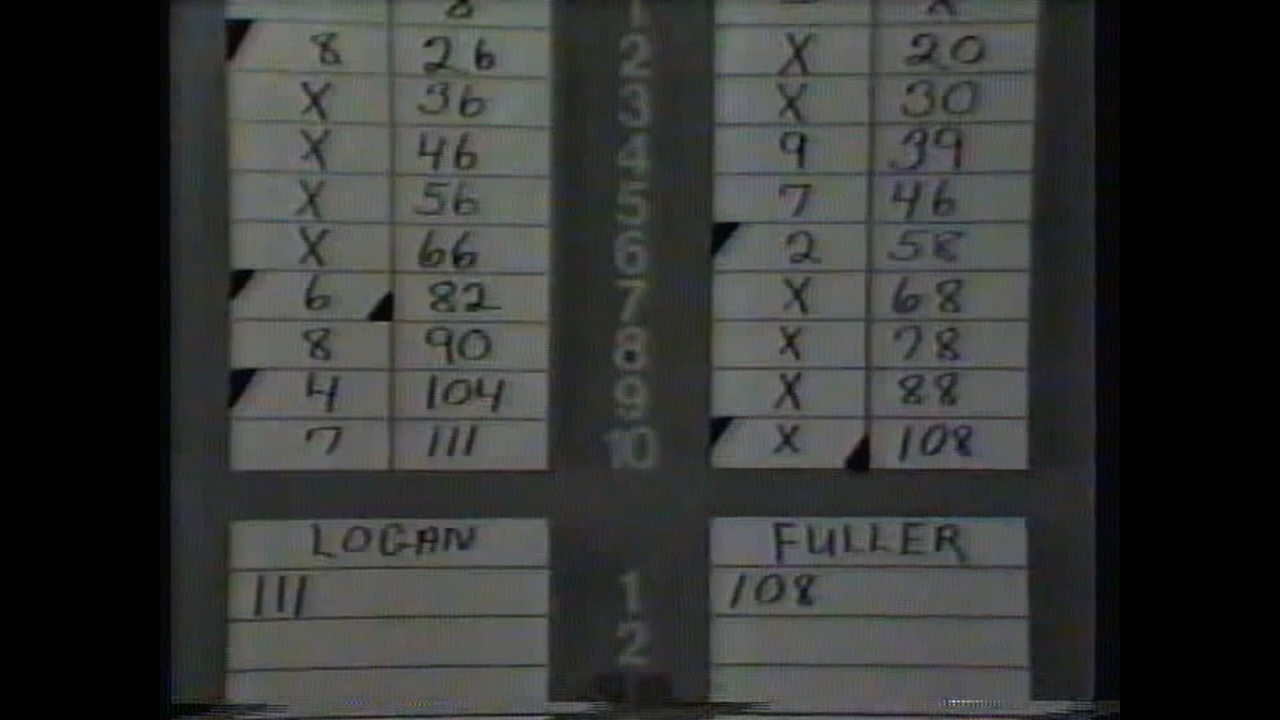 8 1 X
8 26 2 X 20
X 36 3 X 30
X 46 4 9 39
X 56 5 7 46
X 66 6 2 58
6 82 7 X 68
8 90 8 X 78
4 104 9 X 88
7 111 10 X 108
LOGAN FULLER
111 1 108
2